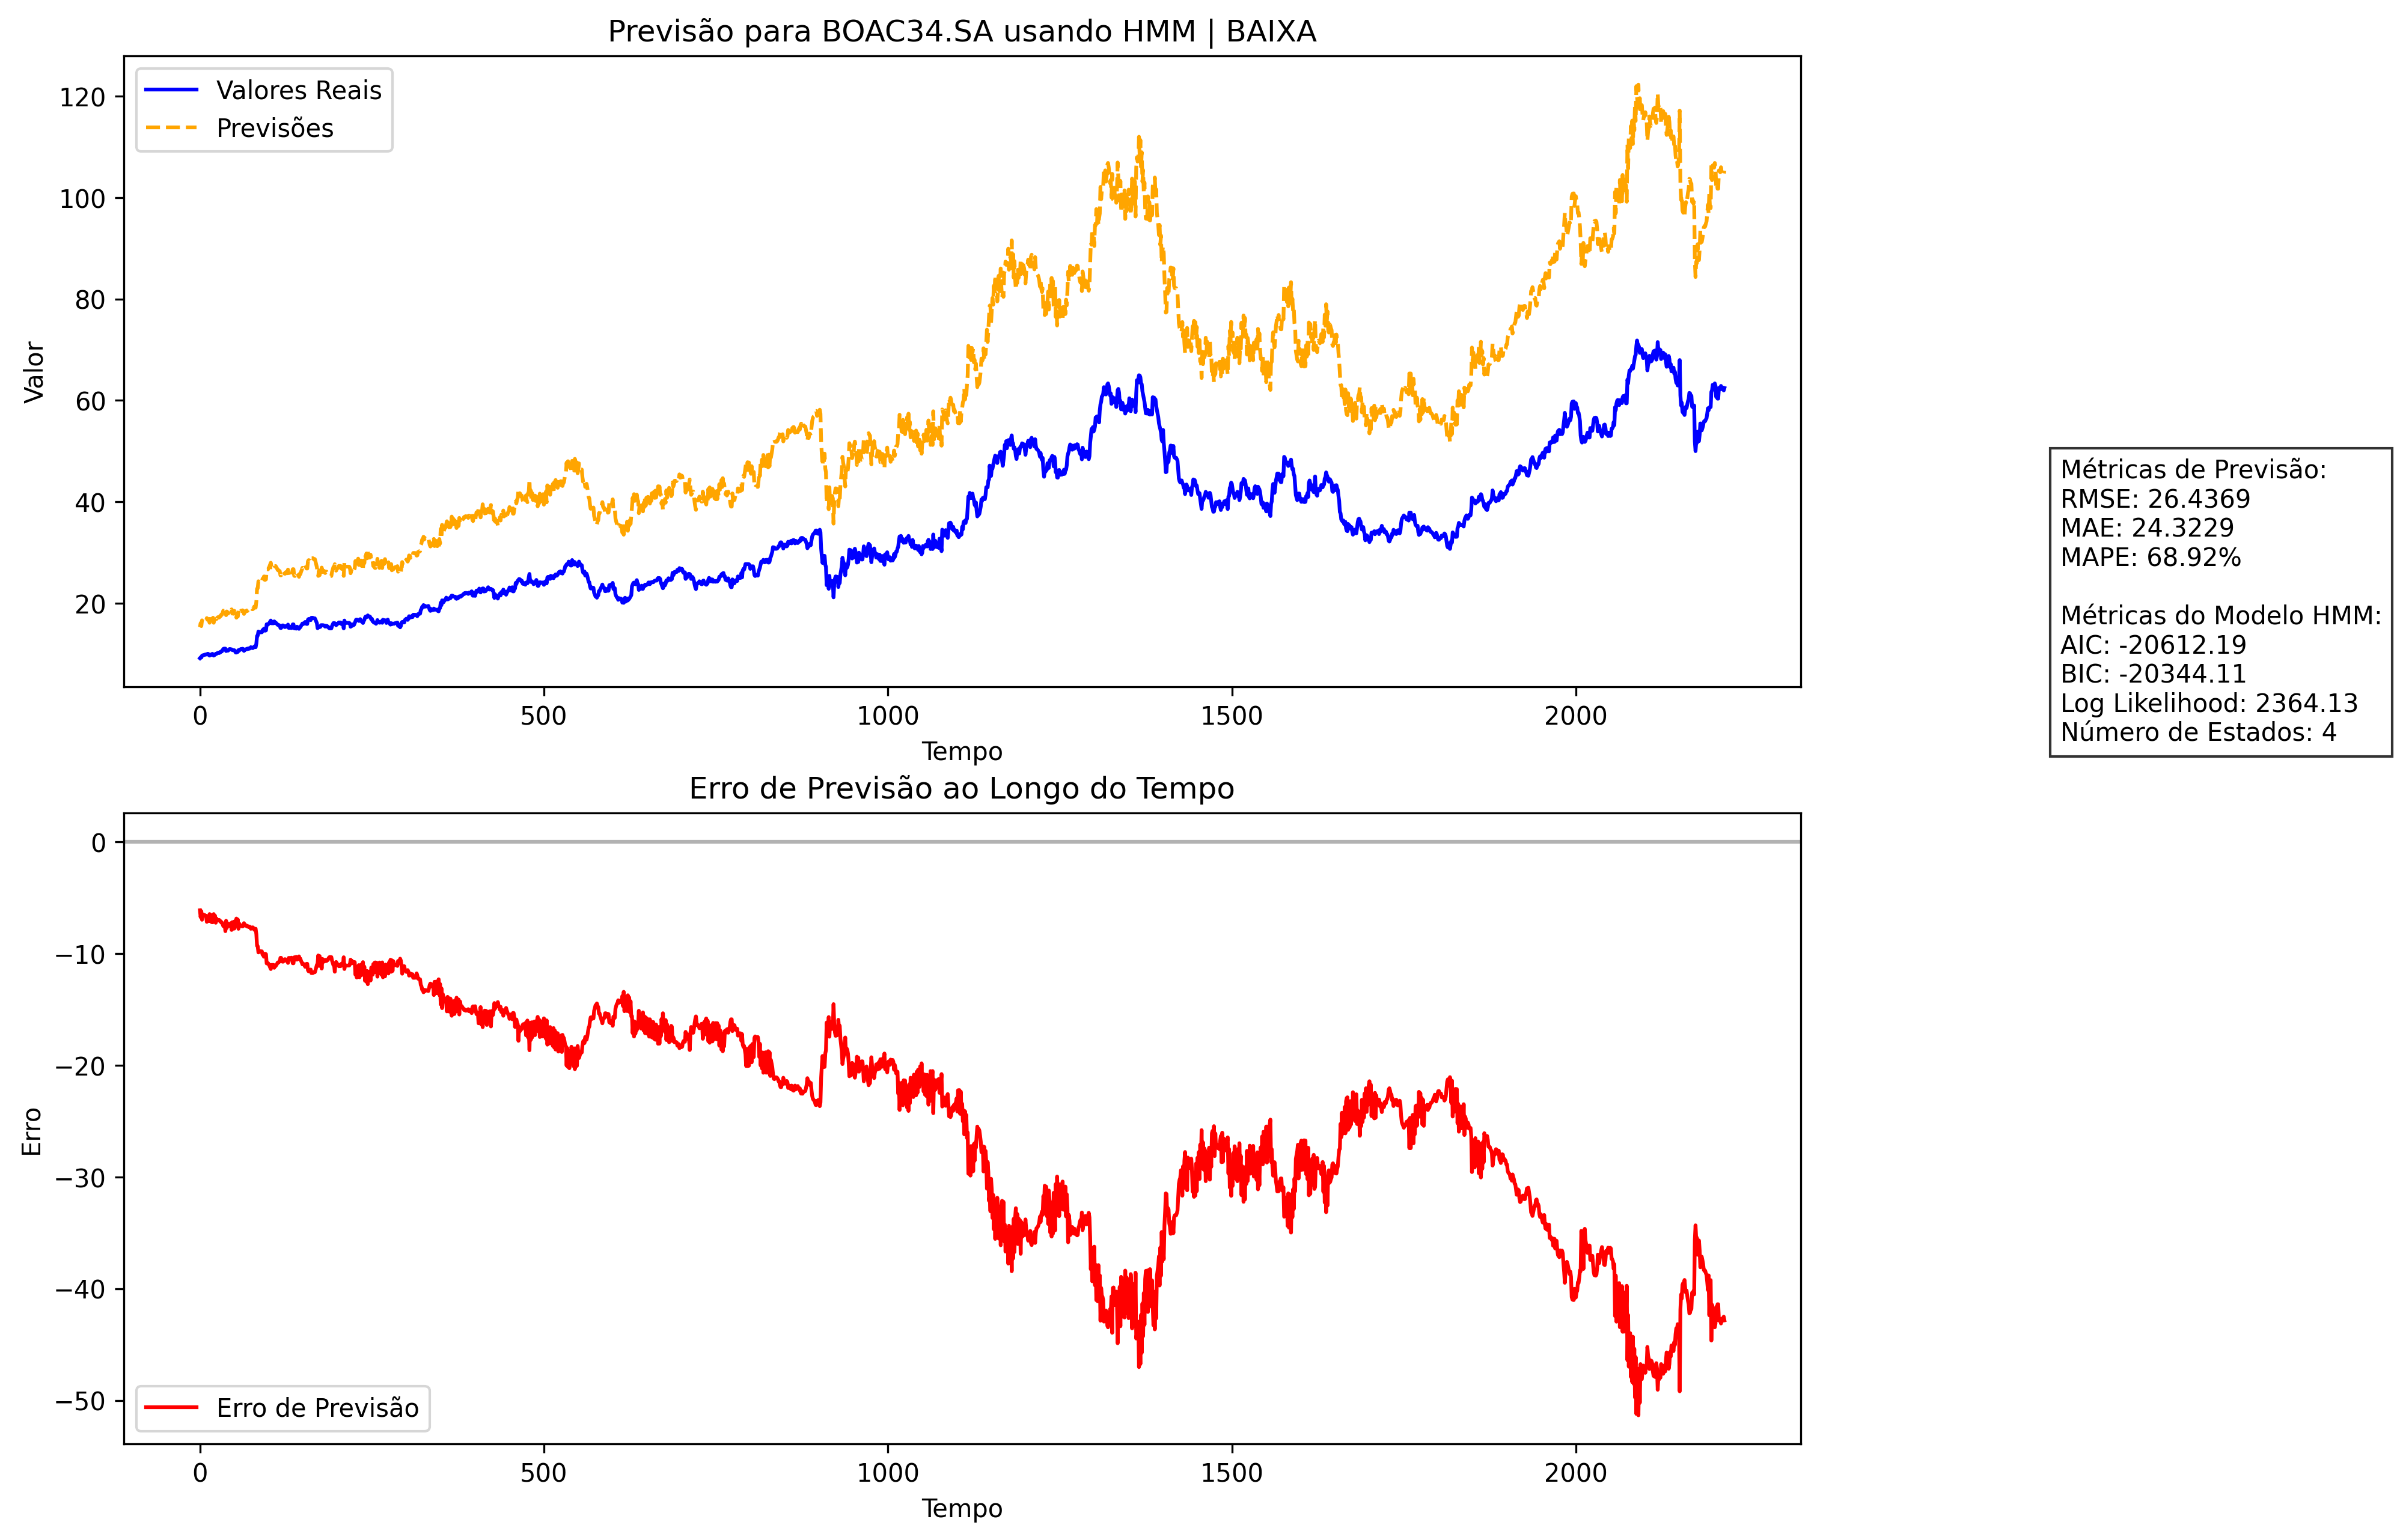 Previsão para BOAC34.SA usando HMM | BAIXA
Valores Reais
Previsões
120
100
80
60
40
20
Valor
0
500
1000
1500
2000
Tempo
Métricas de Previsão:
RMSE: 26.4369
MAE: 24.3229
MAPE: 68.92%
Métricas do Modelo HMM:
AIC: -20612.19
BIC: -20344.11
Log Likelihood: 2364.13
Número de Estados: 4
Erro de Previsão ao Longo do Tempo
0
−10
−20
−30
−40
−50
Erro
Erro de Previsão
0
500
1000
1500
2000
Tempo